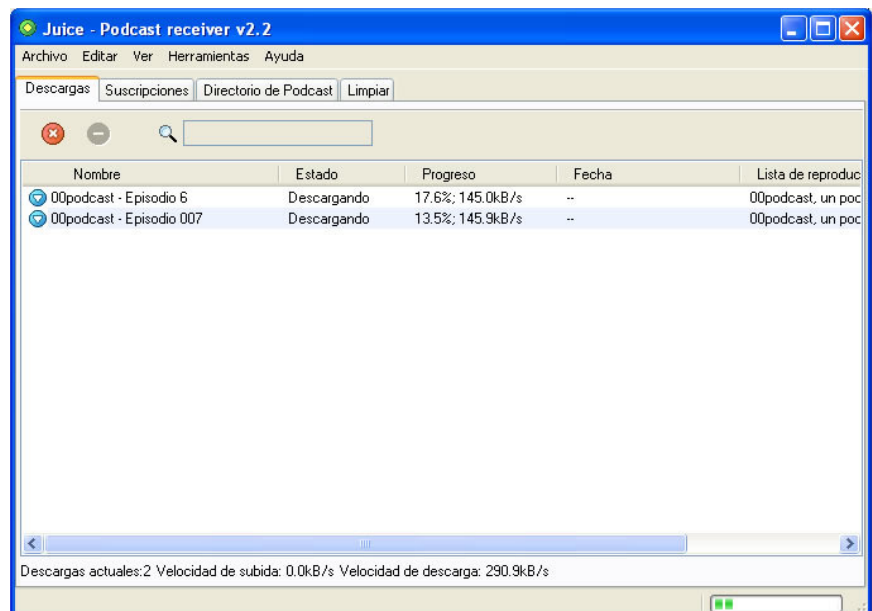 Juice - Podcast receiver v2.2
Archivo Editar Ver Herramientas Ayuda
Descargas Suscripciones Directorio de Podcast Limpiar
Nombre Estado Progreso Fecha Lista de reproduc
00podcast - Episodio 6 Descargando 17.6%; 145.0kB/s -- 00podcast, un poc
00podcast - Episodio 007 Descargando 13.5%; 145.9kB/s -- 00podcast, un poc
Descargas actuales:2 Velocidad de subida: 0.0kB/s Velocidad de descarga: 290.9kB/s